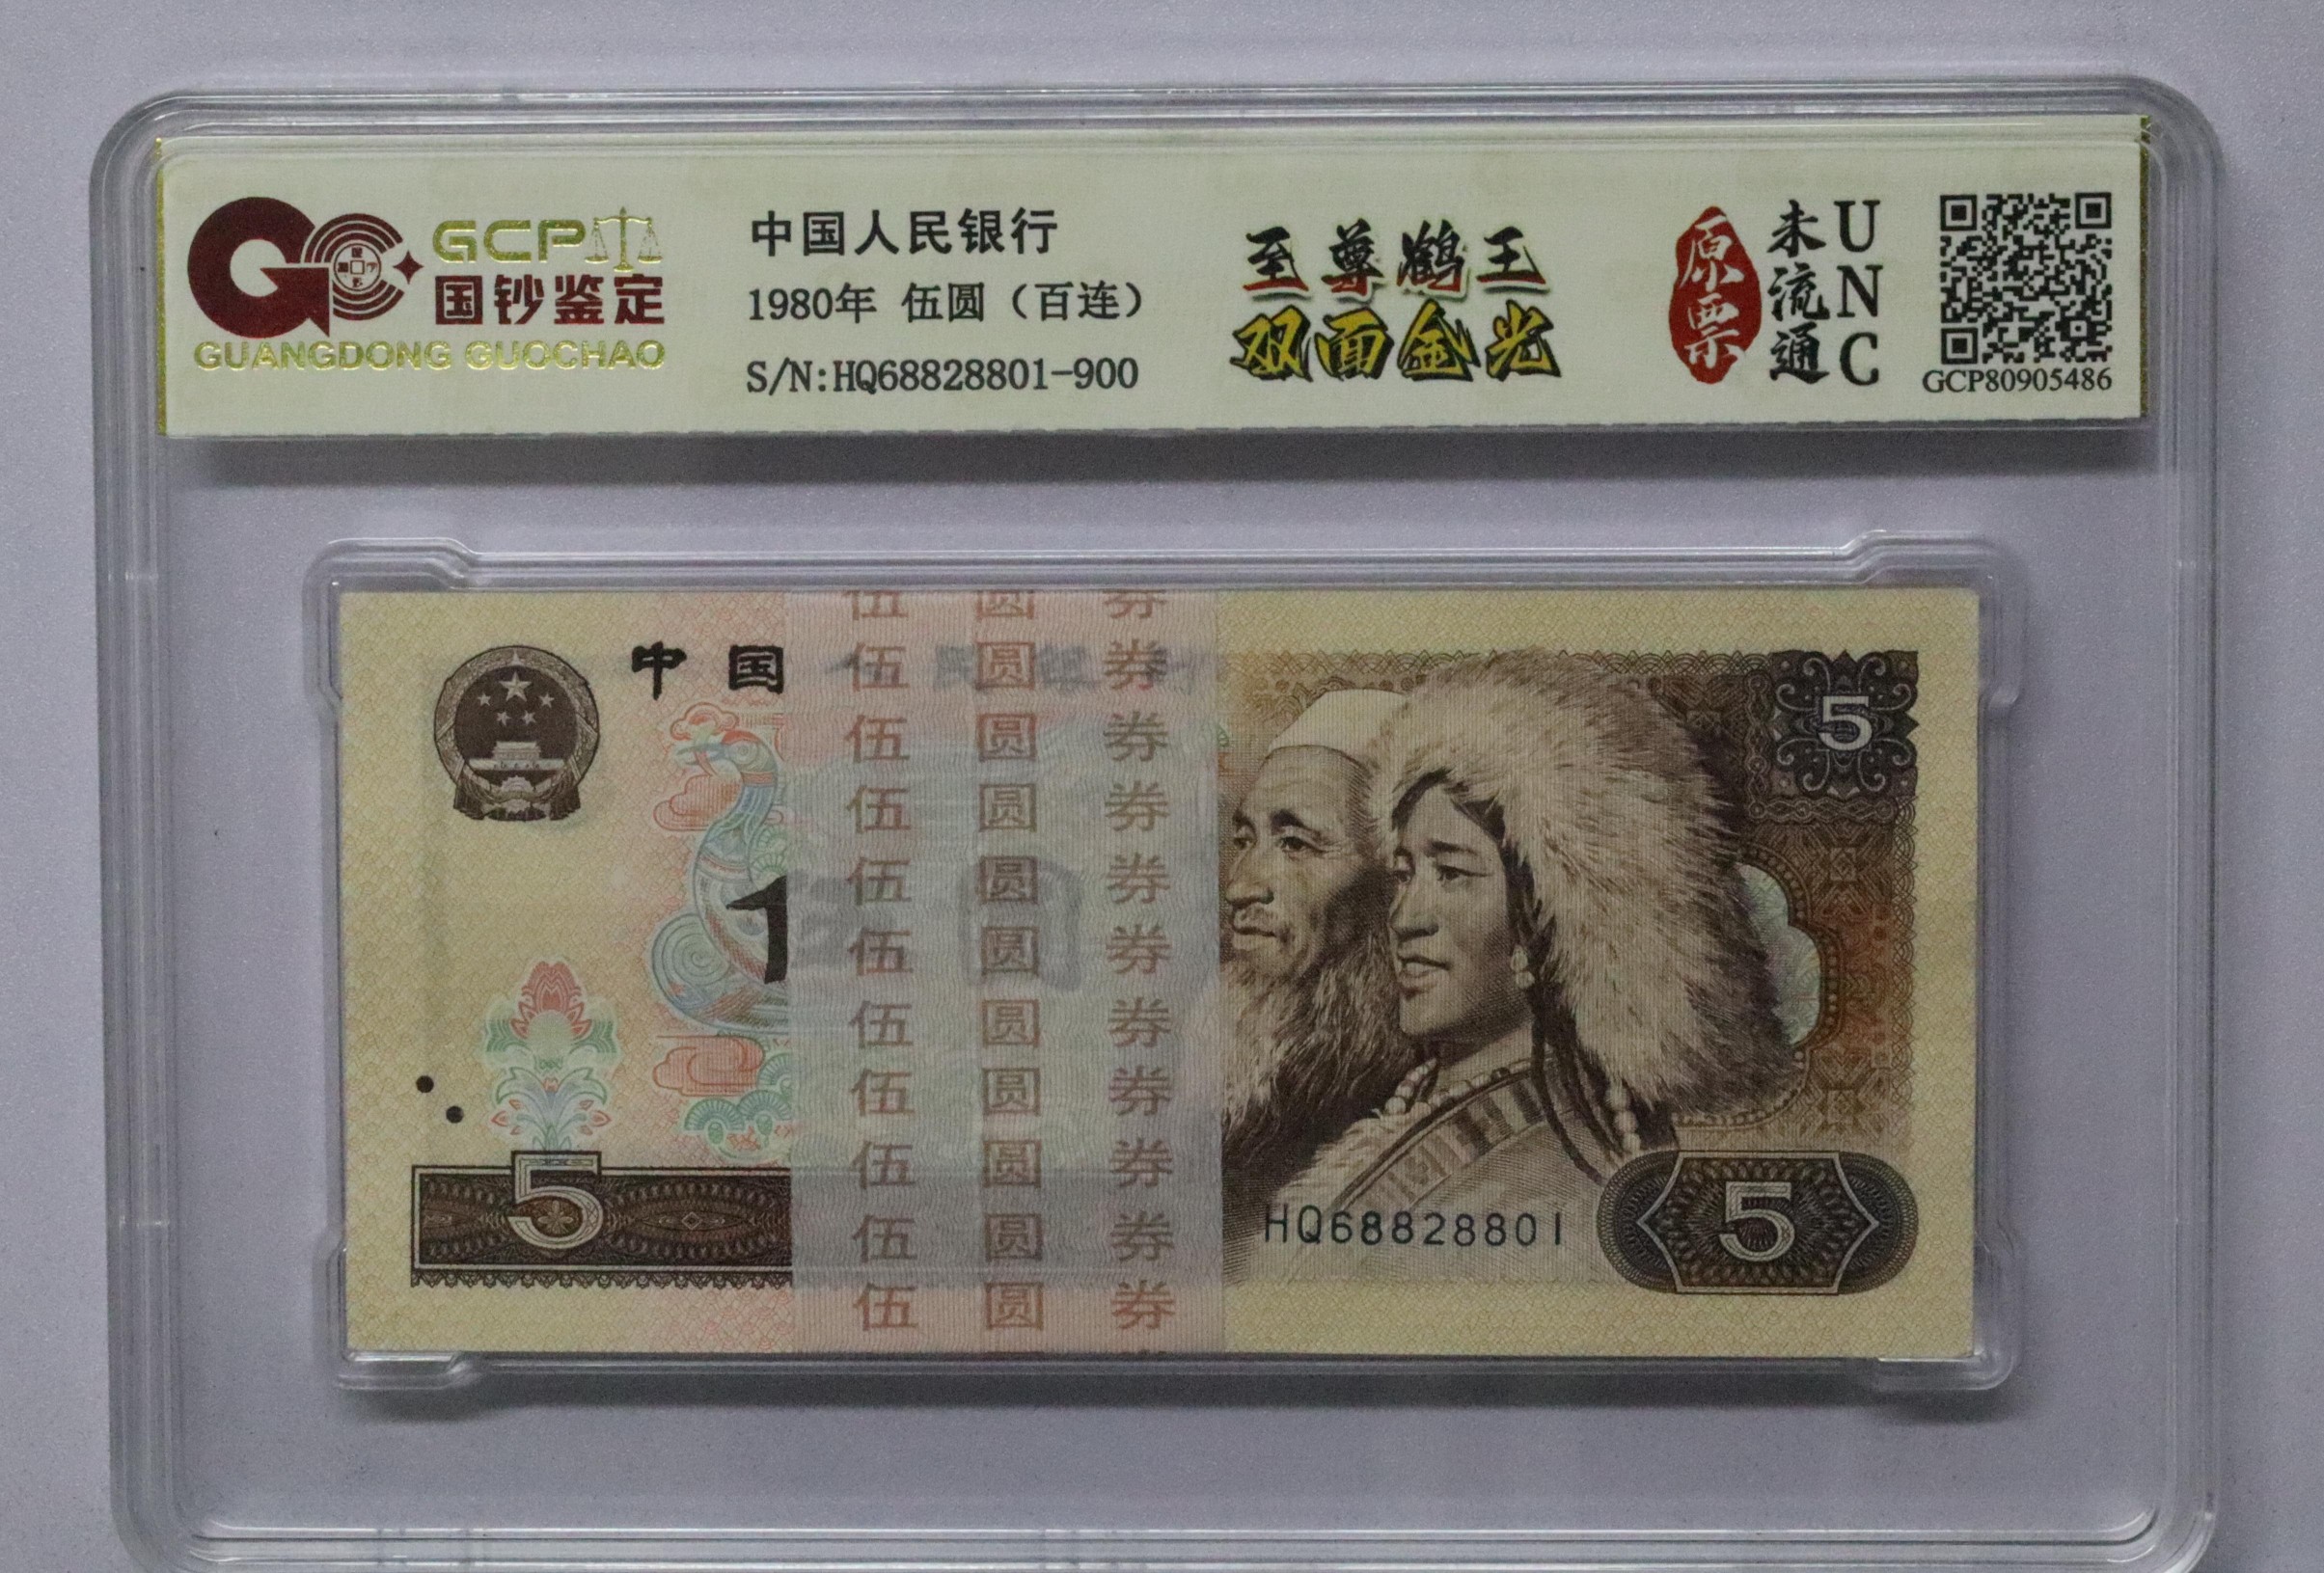 GCP
国钞鉴定
GUANGDONG GUOCHAO
中国人民银行
1980年 伍圆（百连）
S/N:HQ68828801-900
至尊鹤王
双面金光
原票
未流通
UNC
GCP80905486
中国
伍 圆 券
伍 圆 券
伍 圆 券
伍 圆 券
伍 圆 券
伍 圆 券
伍 圆 券
伍 圆 券
伍 圆 券
伍 圆 券
伍 圆 券
5
5
HQ68828801
5